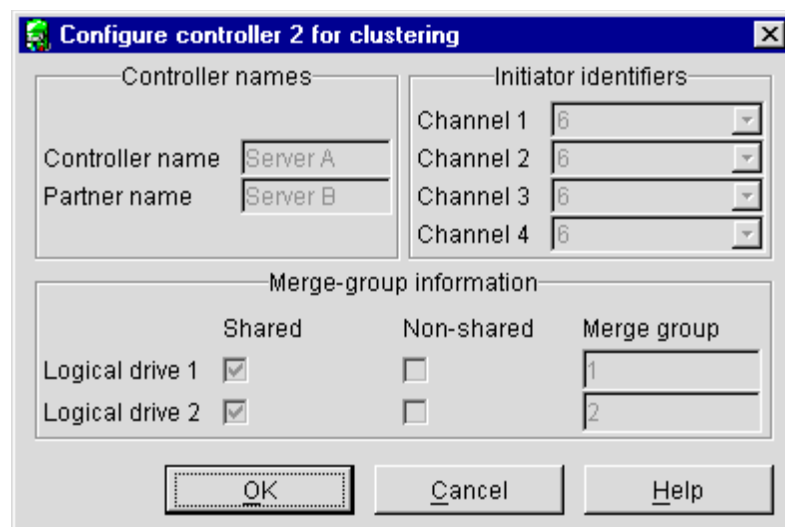 Configure controller 2 for clustering
Controller names
Controller name Server A
Partner name Server B
Initiator identifiers
Channel 1 6
Channel 2 6
Channel 3 6
Channel 4 6
Merge-group information
Shared Non-shared Merge group
Logical drive 1 1
Logical drive 2 2
OK Cancel Help